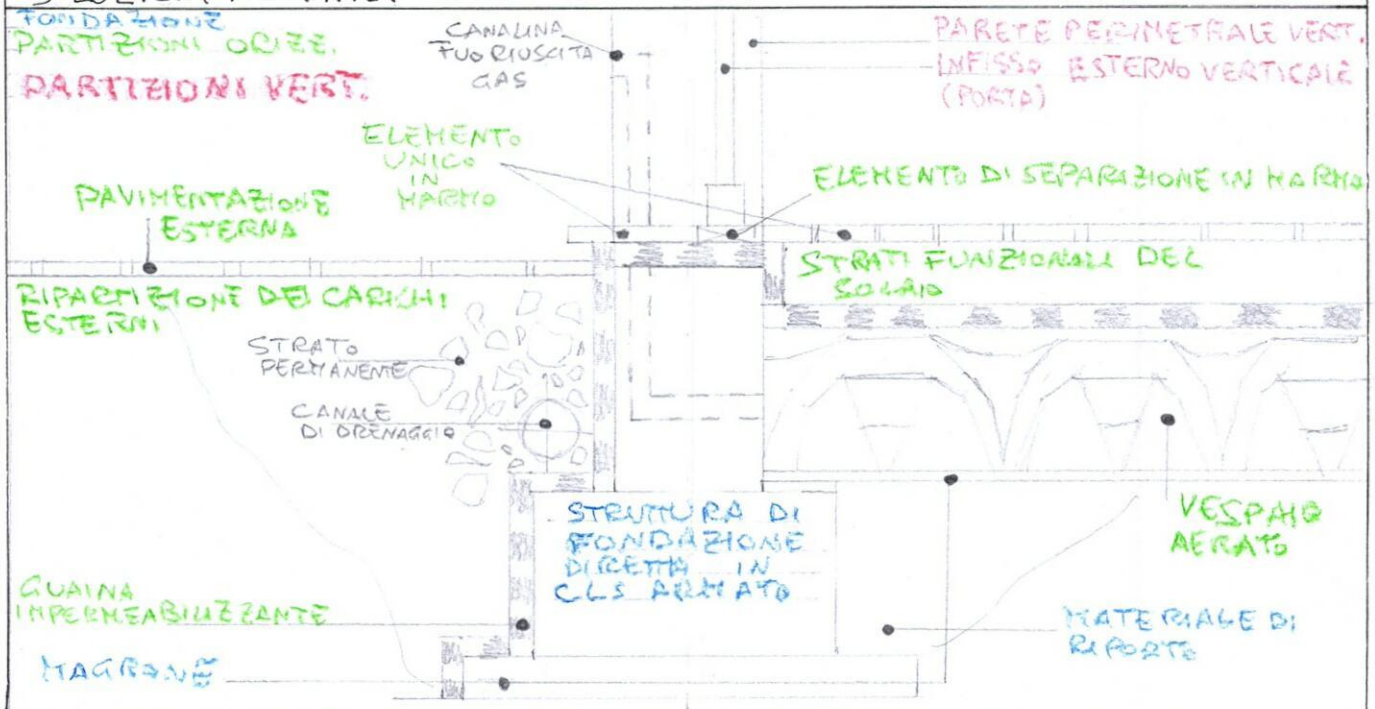 FONDAZIONE
PARTIZIONI ORIZZ.
PARTIZIONI VERT.
CANALINA
FUORIUSCITA
GAS
PARETE PERIMETRALE VERT.
INFISSO ESTERNO VERTICALE
(PORTA)
ELEMENTO
UNICO
IN
MARMO
ELEMENTO DI SEPARAZIONE IN MARMO
PAVIMENTAZIONE
ESTERNA
STRATI FUNZIONALI DEL
SOLAIO
RIPARTIZIONE DEI CARICHI
ESTERNI
STRATO
PERMANENTE
CANALE
DI DRENAGGIO
STRUTTURA DI
FONDAZIONE
DIRETTA IN
CLS ARMATO
VESPAIO
AERATO
GUAINA
IMPERMEABILIZZANTE
MATERIALE DI
RIPORTO
MAGRONE